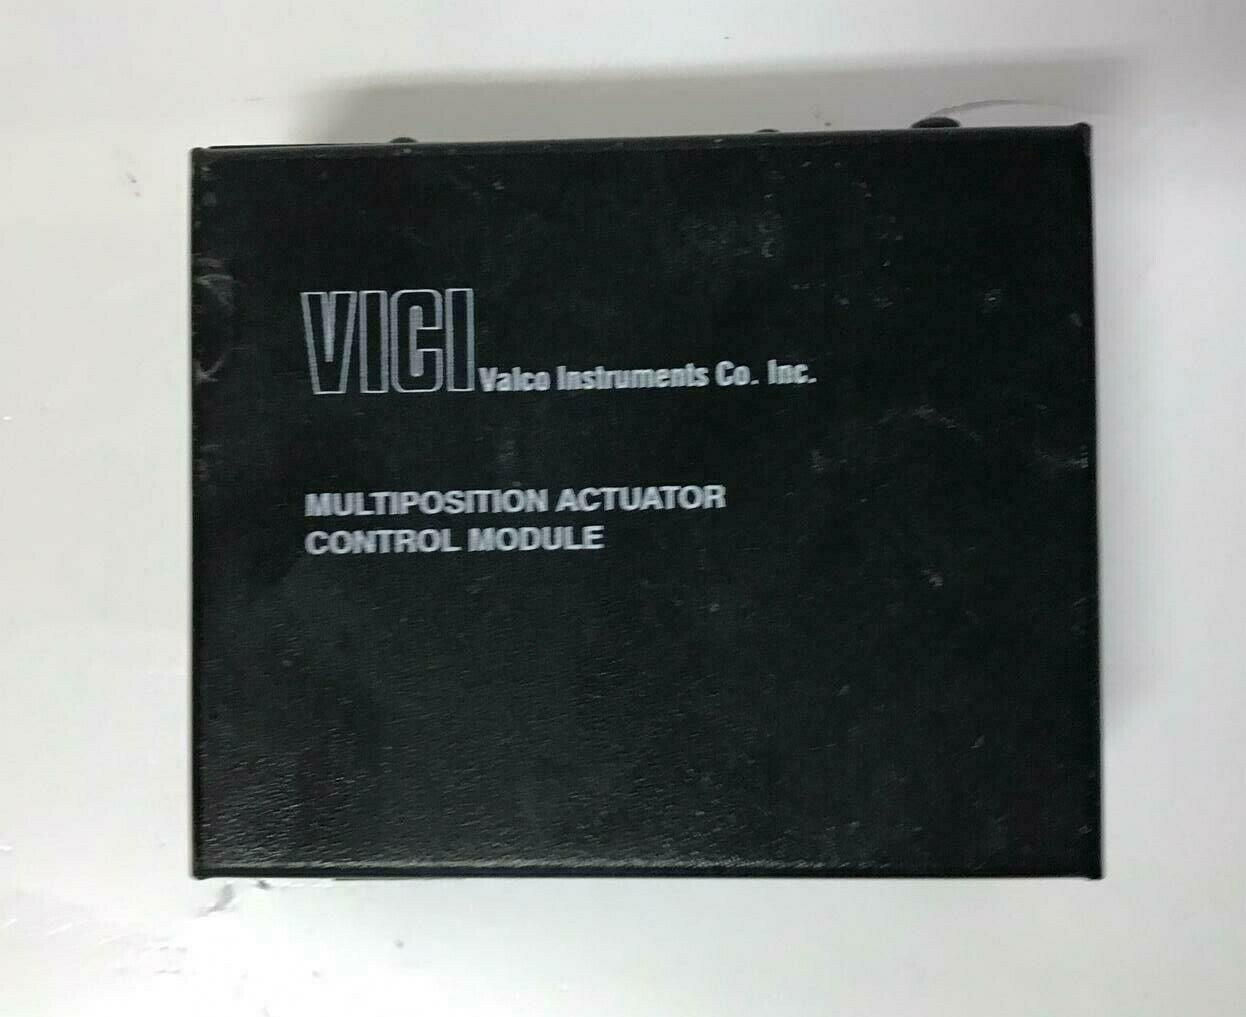 VICI Valco Instruments Co. Inc.
MULTIPOSITION ACTUATOR
CONTROL MODULE